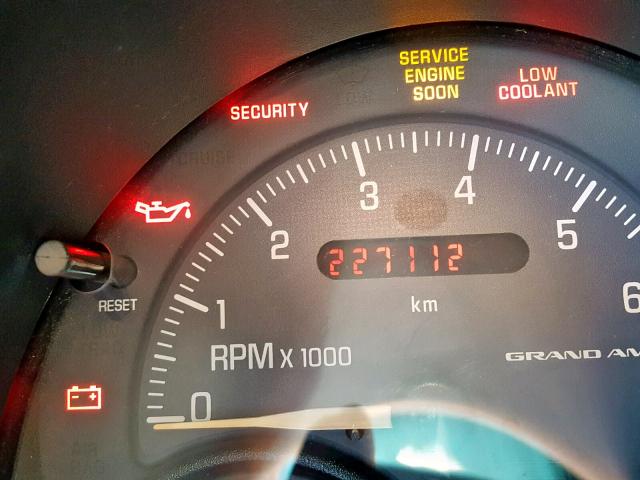 SERVICE
ENGINE
SOON
LOW
COOLANT
SECURITY
CRUISE
3
4
2
5
227112
1
km
6
RESET
RPM X 1000
GRAND AM
0